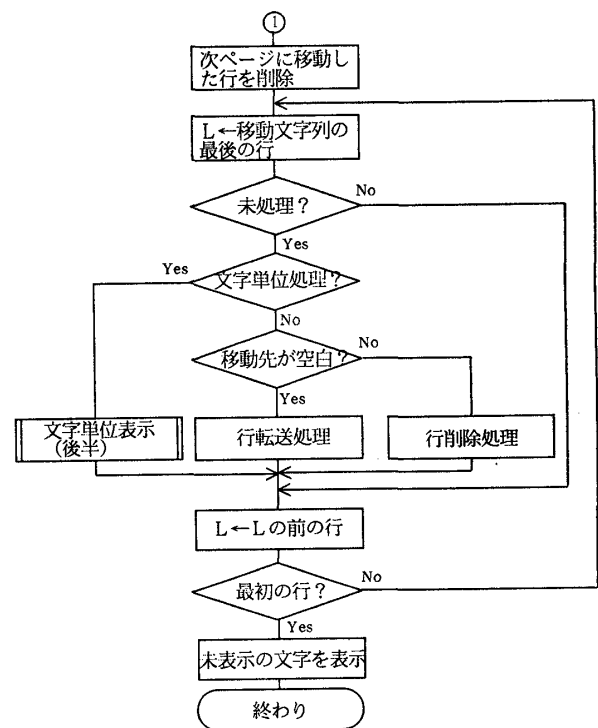 1
次ページに移動し
た行を削除
L←移動文字列の
最後の行
未処理?
No
Yes
文字単位処理?
Yes
No
移動先が空白?
No
Yes
文字単位表示
(後半)
行転送処理
行削除処理
L←Lの前の行
最初の行?
No
Yes
未表示の文字を表示
終わり